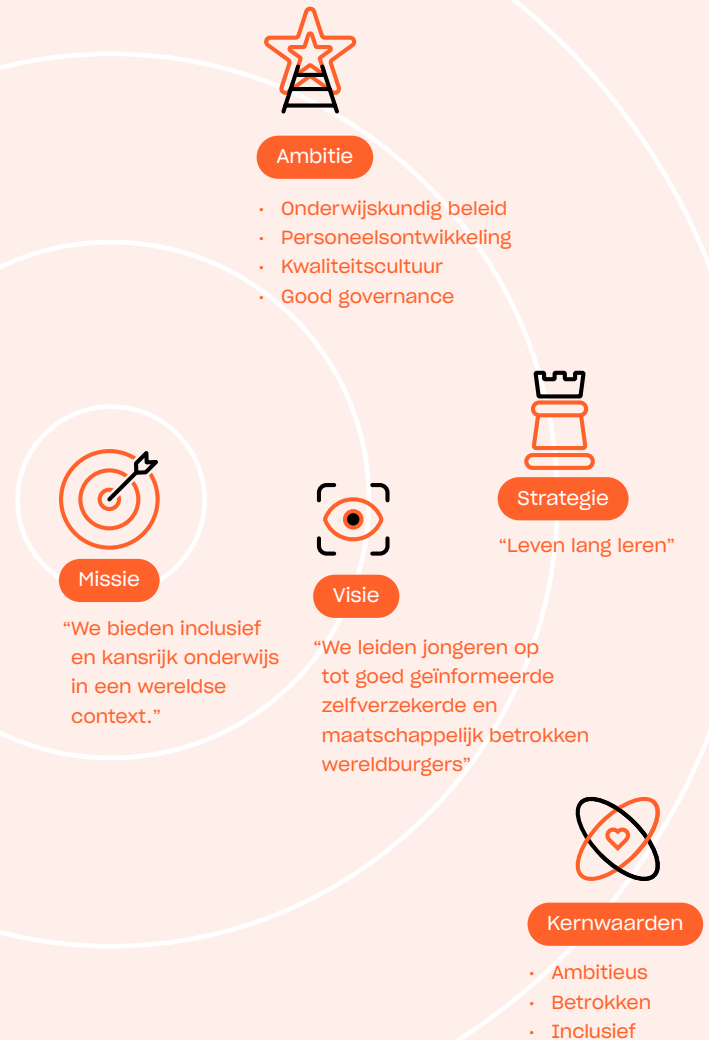 Ambitie
· Onderwijskundig beleid
· Personeelsontwikkeling
· Kwaliteitscultuur
· Good governance
Missie
“We bieden inclusief
en kansrijk onderwijs
in een wereldse
context.”
Visie
“We leiden jongeren op
tot goed geïnformeerde
zelfverzekerde en
maatschappelijk betrokken
wereldburgers”
Strategie
“Leven lang leren”
Kernwaarden
· Ambitieus
· Betrokken
· Inclusief